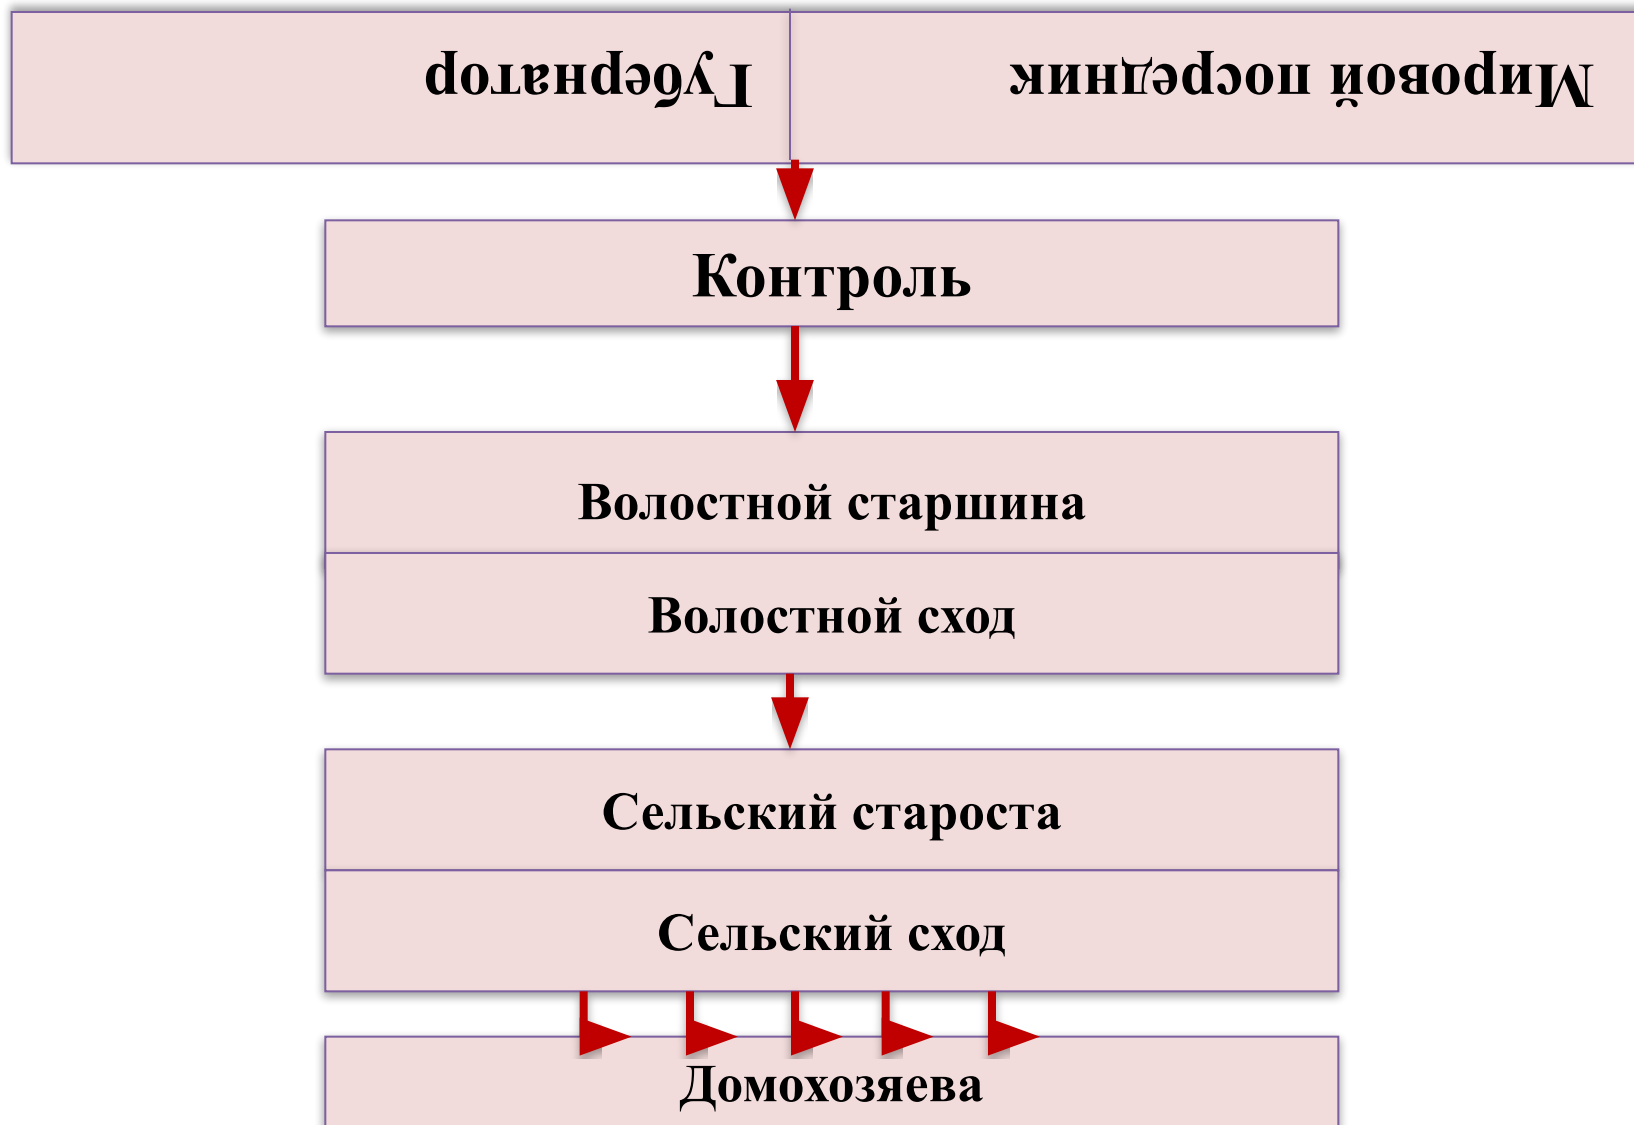 Губернатор
Мировой посредник
Контроль
Волостной старшина
Волостной сход
Сельский староста
Сельский сход
Домохозяева